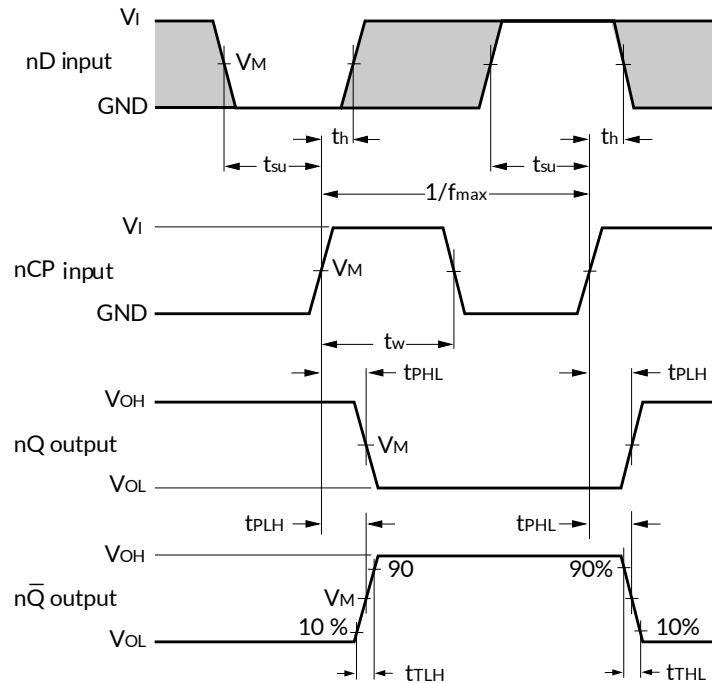 VI
nD input
VM
GND
th
th
tsu
tsu
1/fmax
VI
nCP input
VM
GND
tw
tPHL
tPLH
VOH
nQ output
VM
VOL
tPLH
tPHL
VOH
90
90%
nQ̅ output
VM
10 %
10%
VOL
tTLH
tTHL